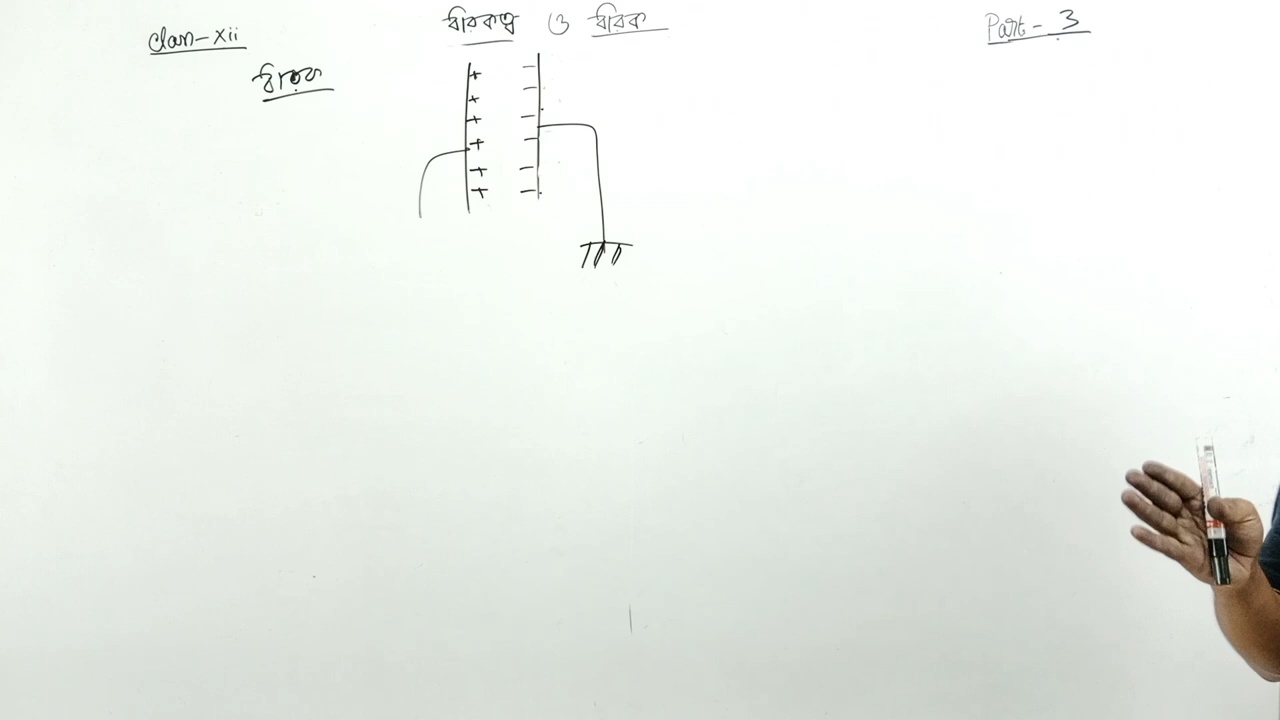 Class-xii
ধারকত্ব ও ধারক
Part-3
ধারক
+ -
+ -
+ -
+ -
+ -
+ -